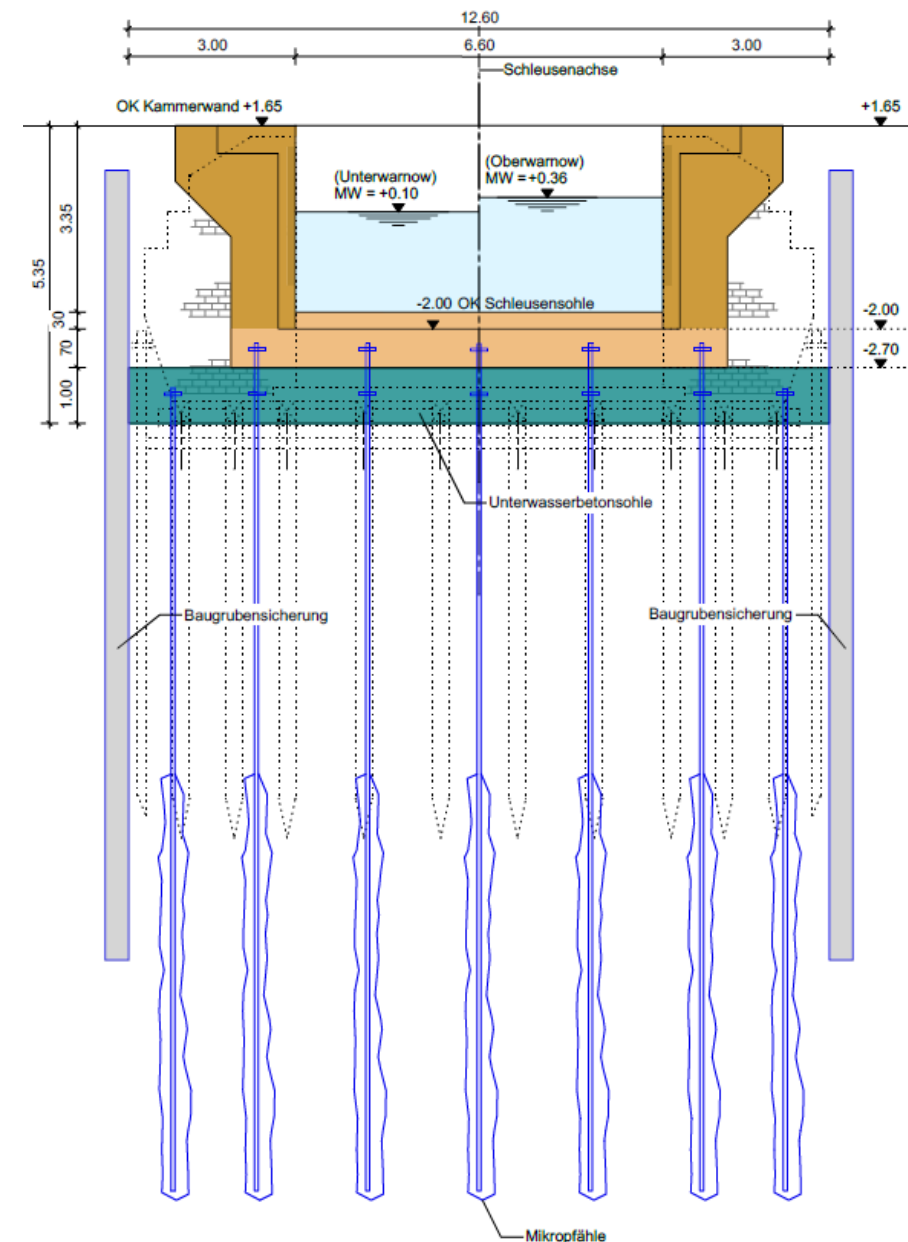 12.60
3.00
6.60
3.00
Schleusenachse
OK Kammerwand +1.65
+1.65
(Unterwarnow)
MW = +0.10
(Oberwarnow)
MW = +0.36
3.35
5.35
30
70
1.00
-2.00 OK Schleusensohle
-2.00
-2.70
Unterwasserbetonsohle
Baugrubensicherung
Baugrubensicherung
Mikropfähle